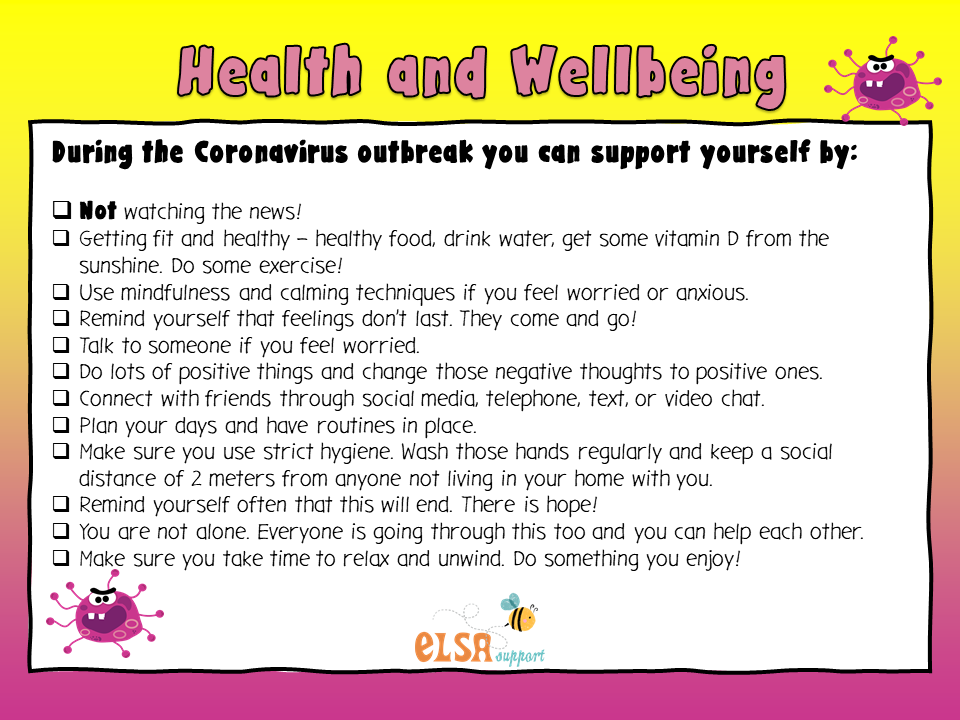 Health and Wellbeing
During the Coronavirus outbreak you can support yourself by:
❑ Not watching the news!
❑ Getting fit and healthy – healthy food, drink water, get some vitamin D from the
sunshine. Do some exercise!
❑ Use mindfulness and calming techniques if you feel worried or anxious.
❑ Remind yourself that feelings don't last. They come and go!
❑ Talk to someone if you feel worried.
❑ Do lots of positive things and change those negative thoughts to positive ones.
❑ Connect with friends through social media, telephone, text, or video chat.
❑ Plan your days and have routines in place.
❑ Make sure you use strict hygiene. Wash those hands regularly and keep a social
distance of 2 meters from anyone not living in your home with you.
❑ Remind yourself often that this will end. There is hope!
❑ You are not alone. Everyone is going through this too and you can help each other.
❑ Make sure you take time to relax and unwind. Do something you enjoy!
eLSA support